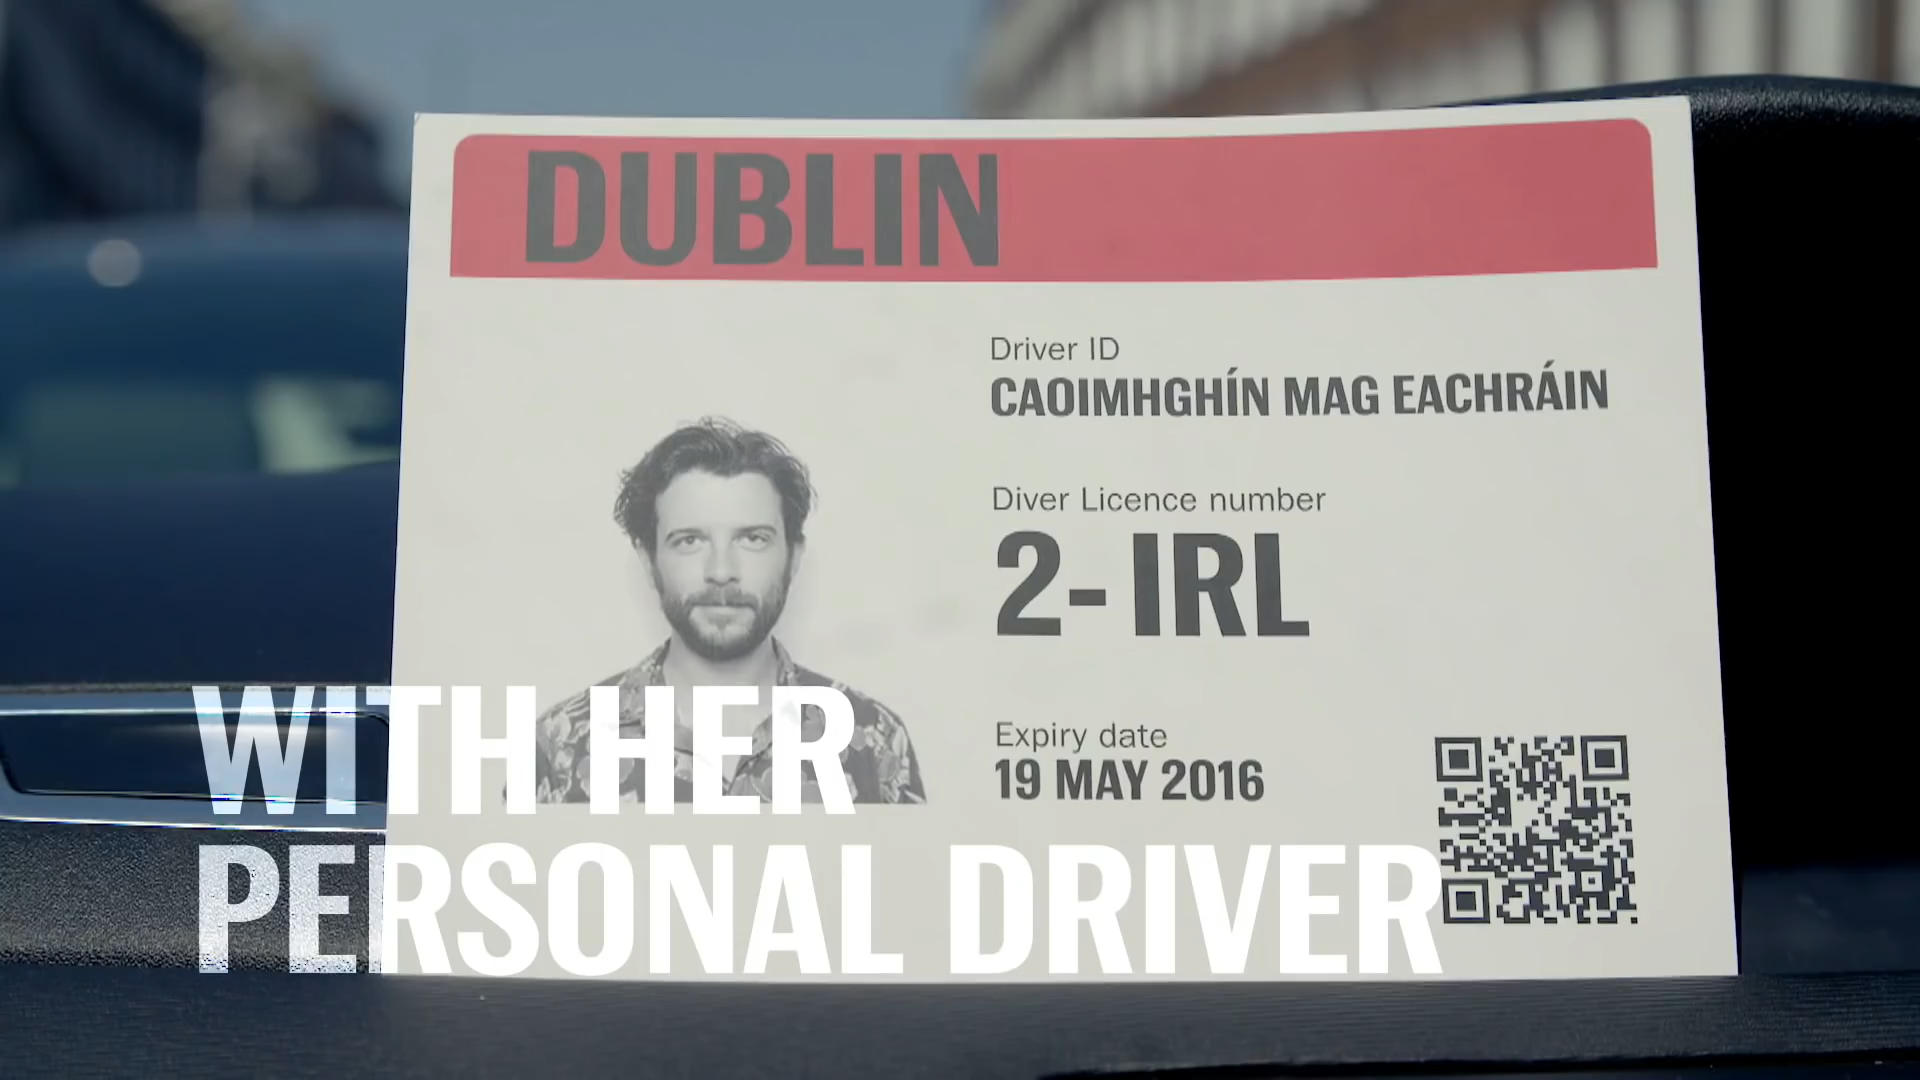 DUBLIN
Driver ID
CAOIMHGHÍN MAG EACHRÁIN
Diver Licence number
2- IRL
Expiry date
19 MAY 2016
WITH HER
PERSONAL DRIVER